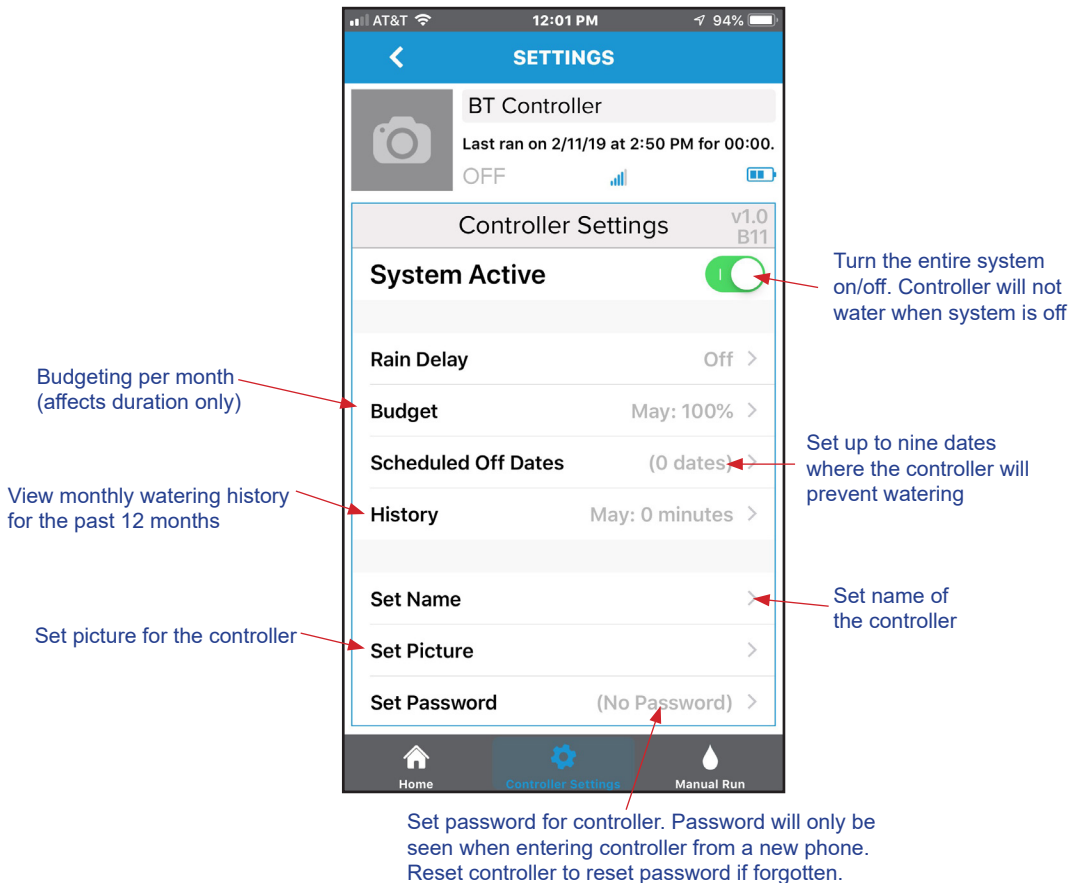 AT&T 12:01 PM 94%
SETTINGS
BT Controller
Last ran on 2/11/19 at 2:50 PM for 00:00.
OFF
Controller Settings v1.0
B11
System Active
Turn the entire system
on/off. Controller will not
water when system is off
Rain Delay Off
Budgeting per month
(affects duration only)
Budget May: 100%
Scheduled Off Dates (0 dates)
Set up to nine dates
where the controller will
prevent watering
View monthly watering history
for the past 12 months
History May: 0 minutes
Set Name
Set name of
the controller
Set picture for the controller
Set Picture
Set Password (No Password)
Home Controller Settings Manual Run
Set password for controller. Password will only be
seen when entering controller from a new phone.
Reset controller to reset password if forgotten.